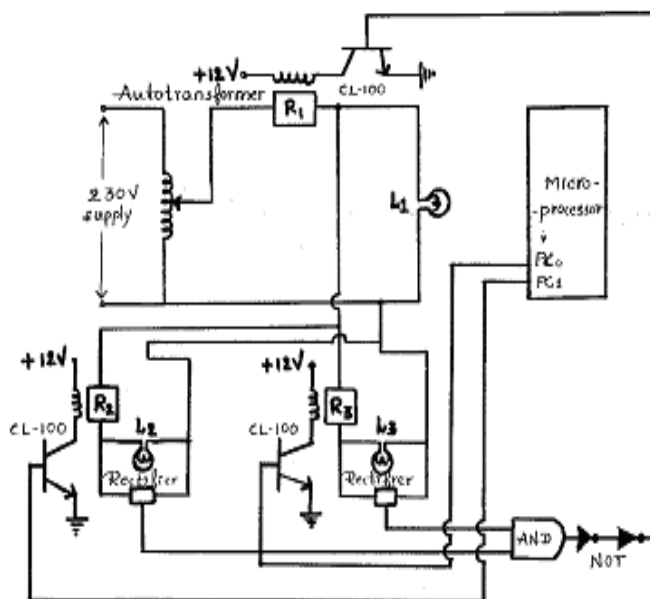 +12V
CL-100
Autotransformer
R1
230V
supply
L1
Micro-
-processor
PC0
PC1
+12V
+12V
R2
R3
CL-100
L2
CL-100
L3
Rectifier
Rectifier
AND
NOT